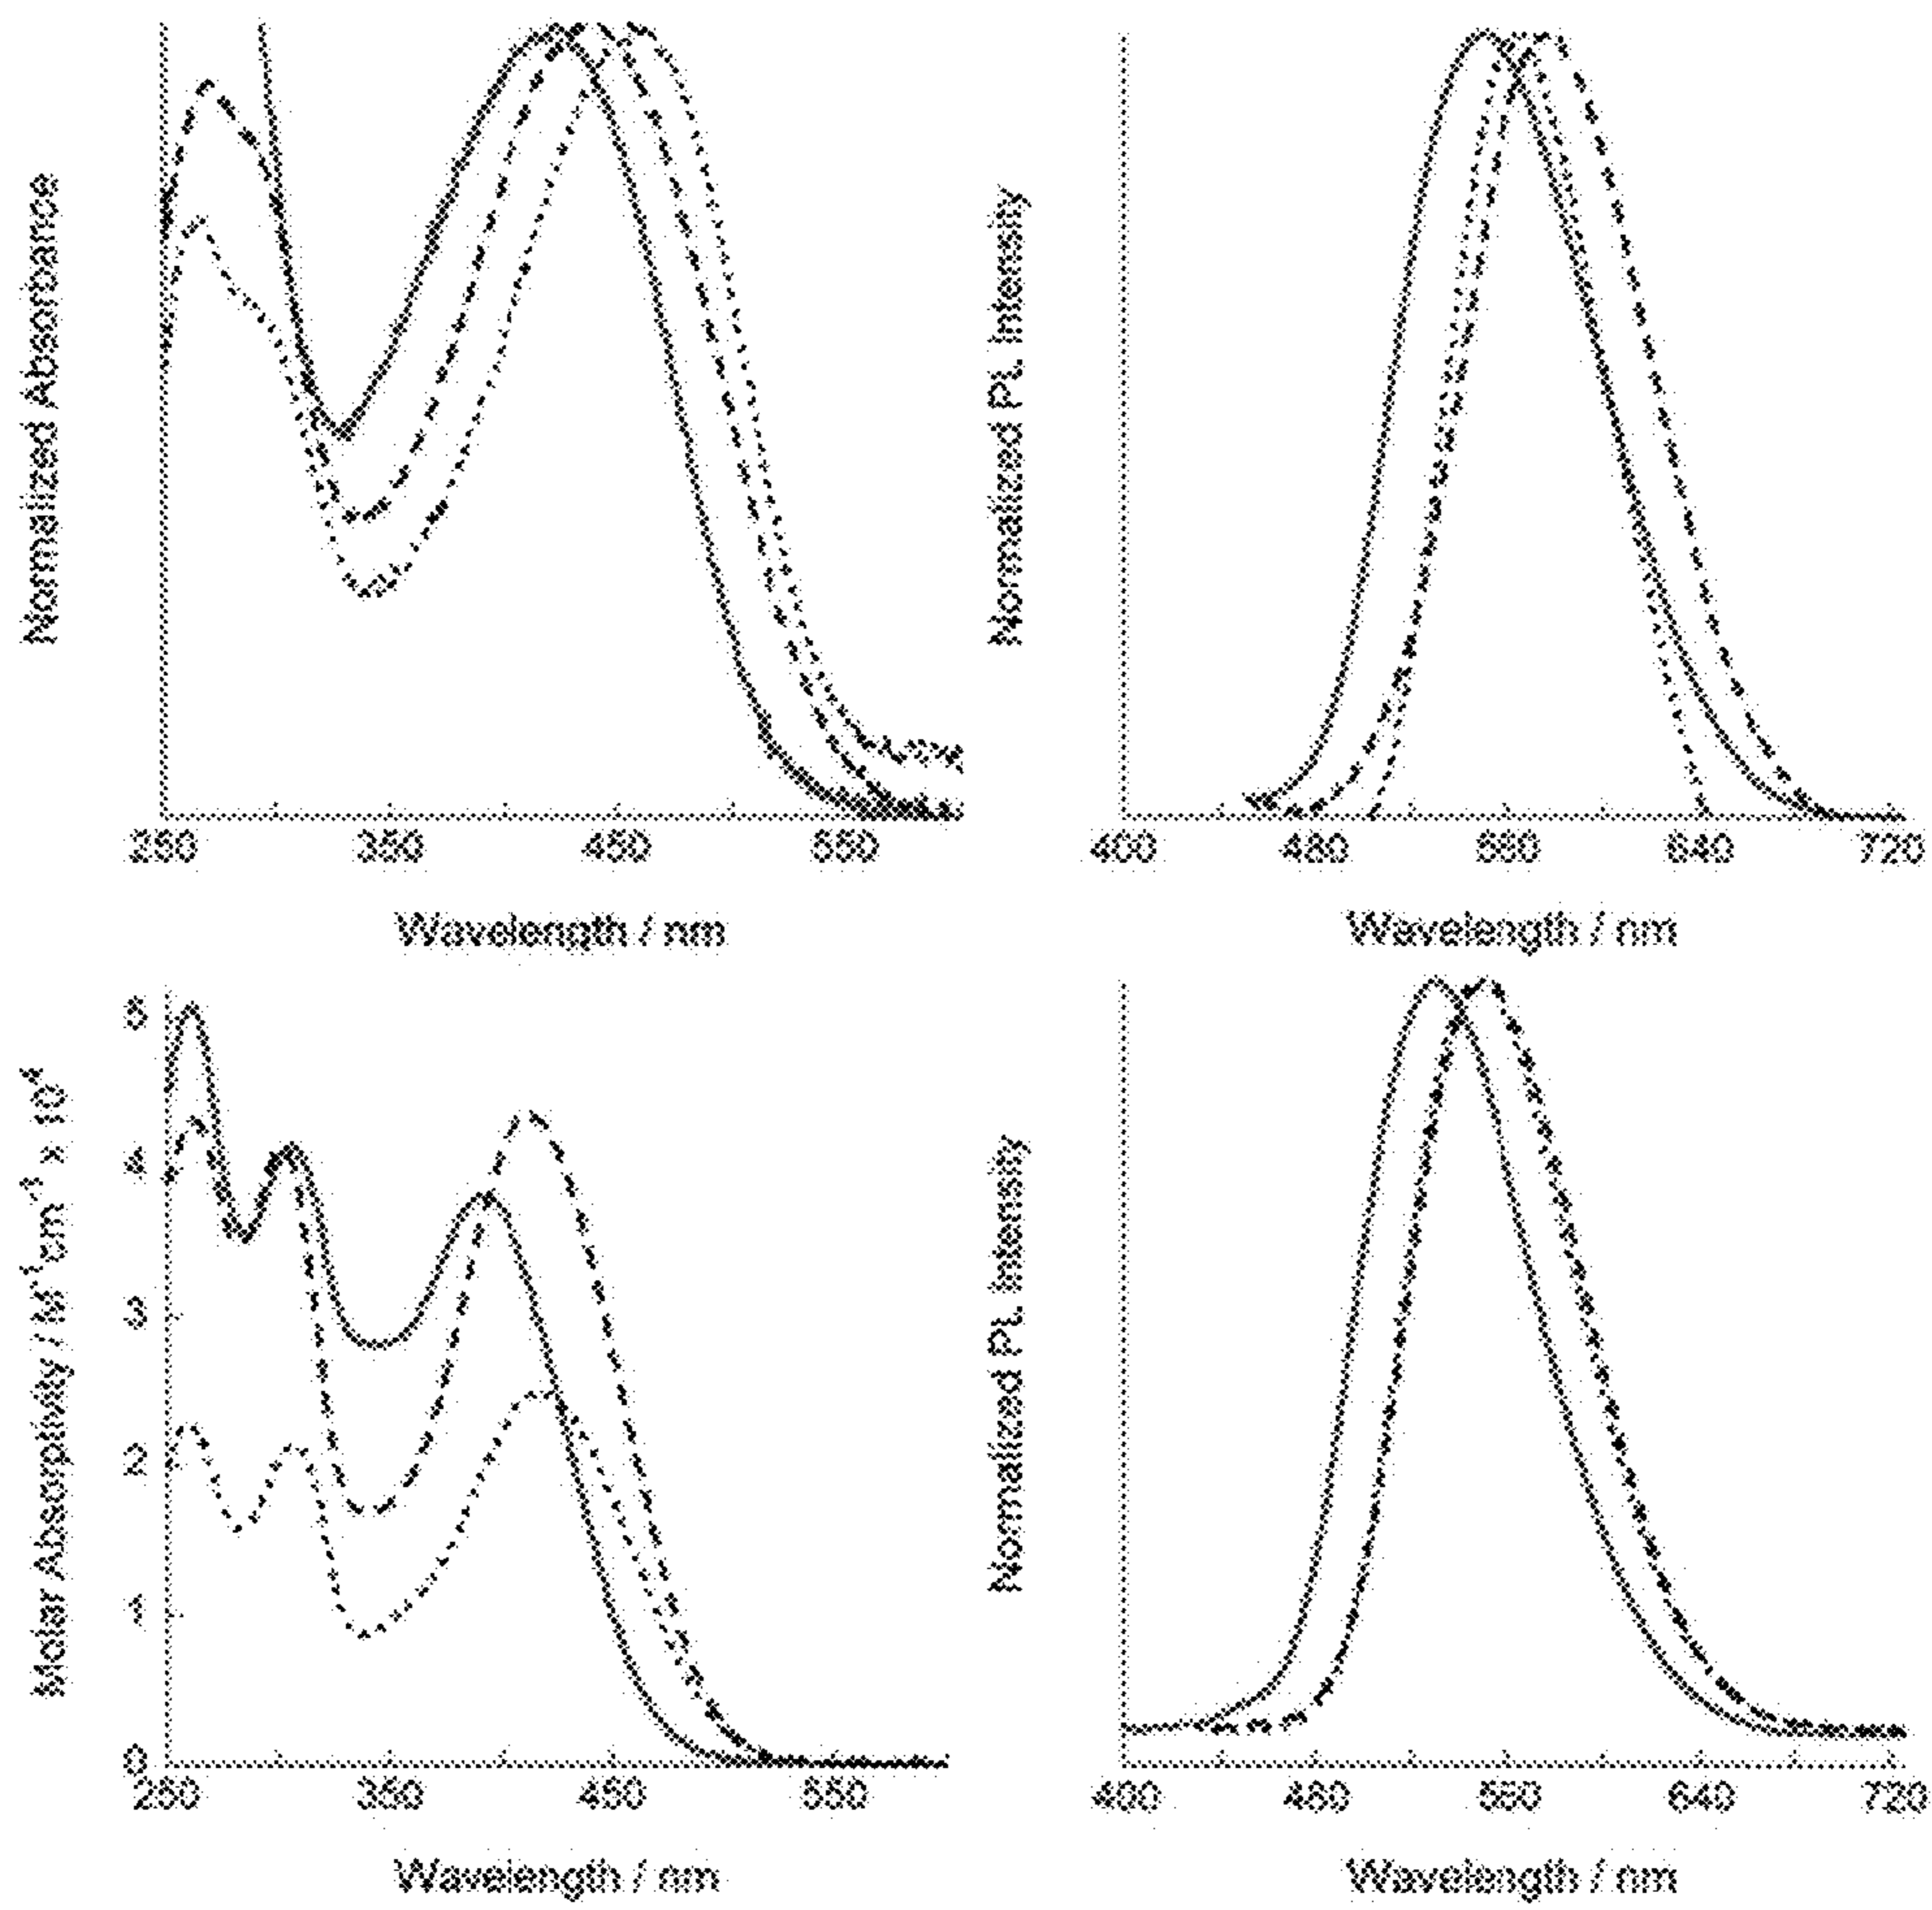 Normalized Absorbance
250 350 450 550
Wavelength / nm
Normalized PL Intensity
400 480 560 640 720
Wavelength / nm
Molar Absorptivity / M⁻¹cm⁻¹ x 10⁴
5
4
3
2
1
0
250 350 450 550
Wavelength / nm
Normalized PL Intensity
400 480 560 640 720
Wavelength / nm